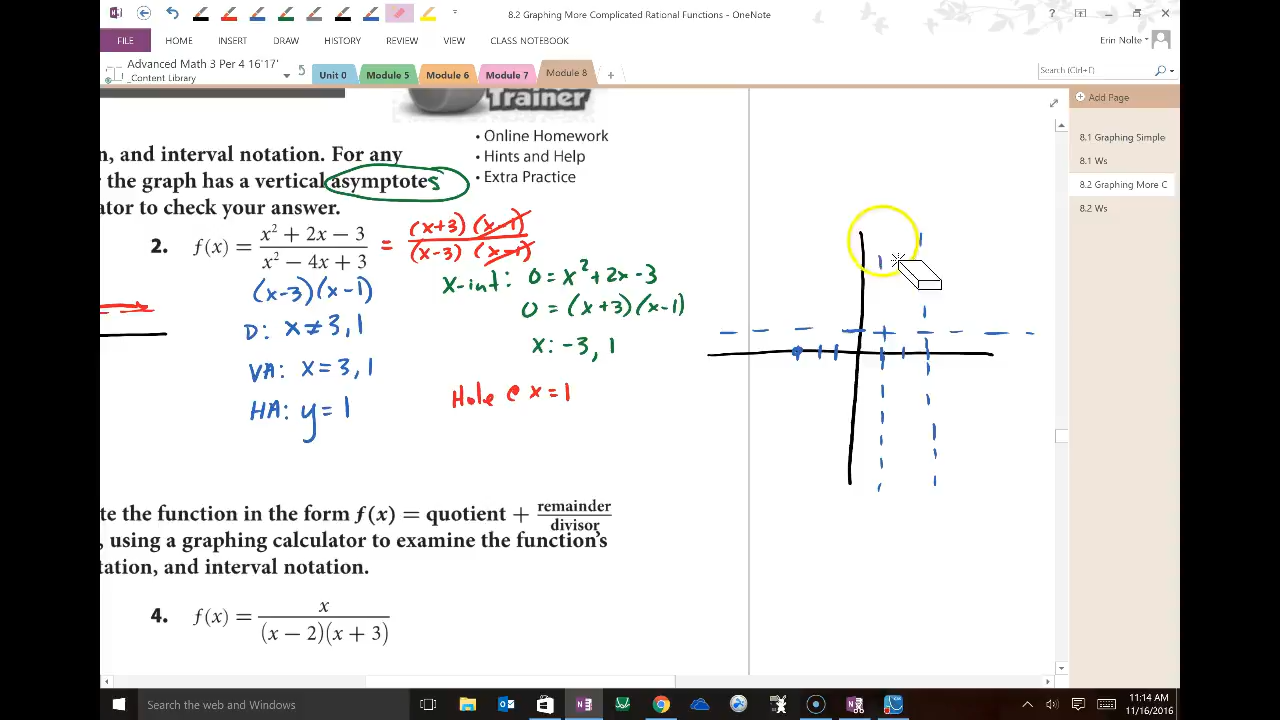 8.2 Graphing More Complicated Rational Functions - OneNote
FILE HOME INSERT DRAW HISTORY REVIEW VIEW CLASS NOTEBOOK
Erin Nolte
Advanced Math 3 Per 4 16'17'
_Content Library
Unit 0 Module 5 Module 6 Module 7 Module 8 +
Search (Ctrl+E)
Add Page
8.1 Graphing Simple
8.1 Ws
8.2 Graphing More C
8.2 Ws
Trainer
• Online Homework
• Hints and Help
• Extra Practice
n, and interval notation. For any
r the graph has a vertical asymptotes
ator to check your answer.
2. f(x) = x² + 2x − 3 / x² − 4x + 3 = (x+3)(x-1) / (x-3)(x-1)
(x-3)(x-1)
D: x≠3,1
VA: x=3,1
HA: y=1
x-int: 0=x²+2x-3
0=(x+3)(x-1)
x: -3, 1
Hole @ x=1
te the function in the form f(x) = quotient + remainder / divisor,
, using a graphing calculator to examine the function's
tation, and interval notation.
4. f(x) = x / (x − 2)(x + 3)
Search the web and Windows
11:14 AM
11/16/2016